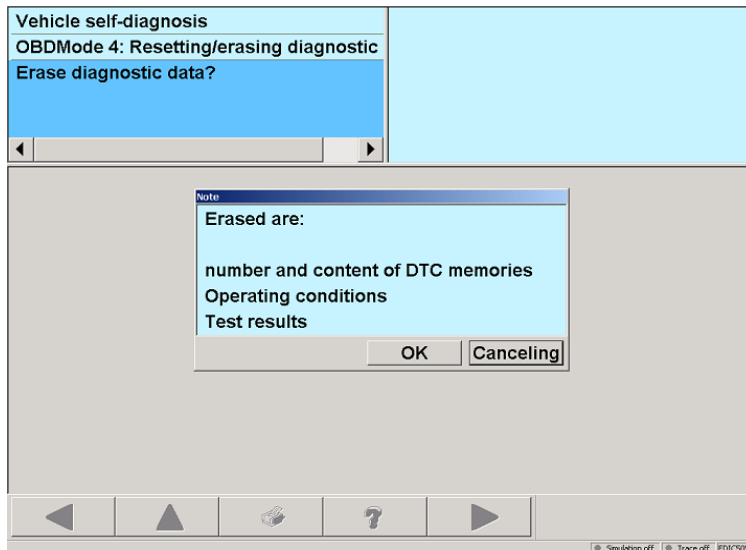 Vehicle self-diagnosis
OBDMode 4: Resetting/erasing diagnostic
Erase diagnostic data?
Note
Erased are:
number and content of DTC memories
Operating conditions
Test results
OK Canceling
Simulation off Trace off